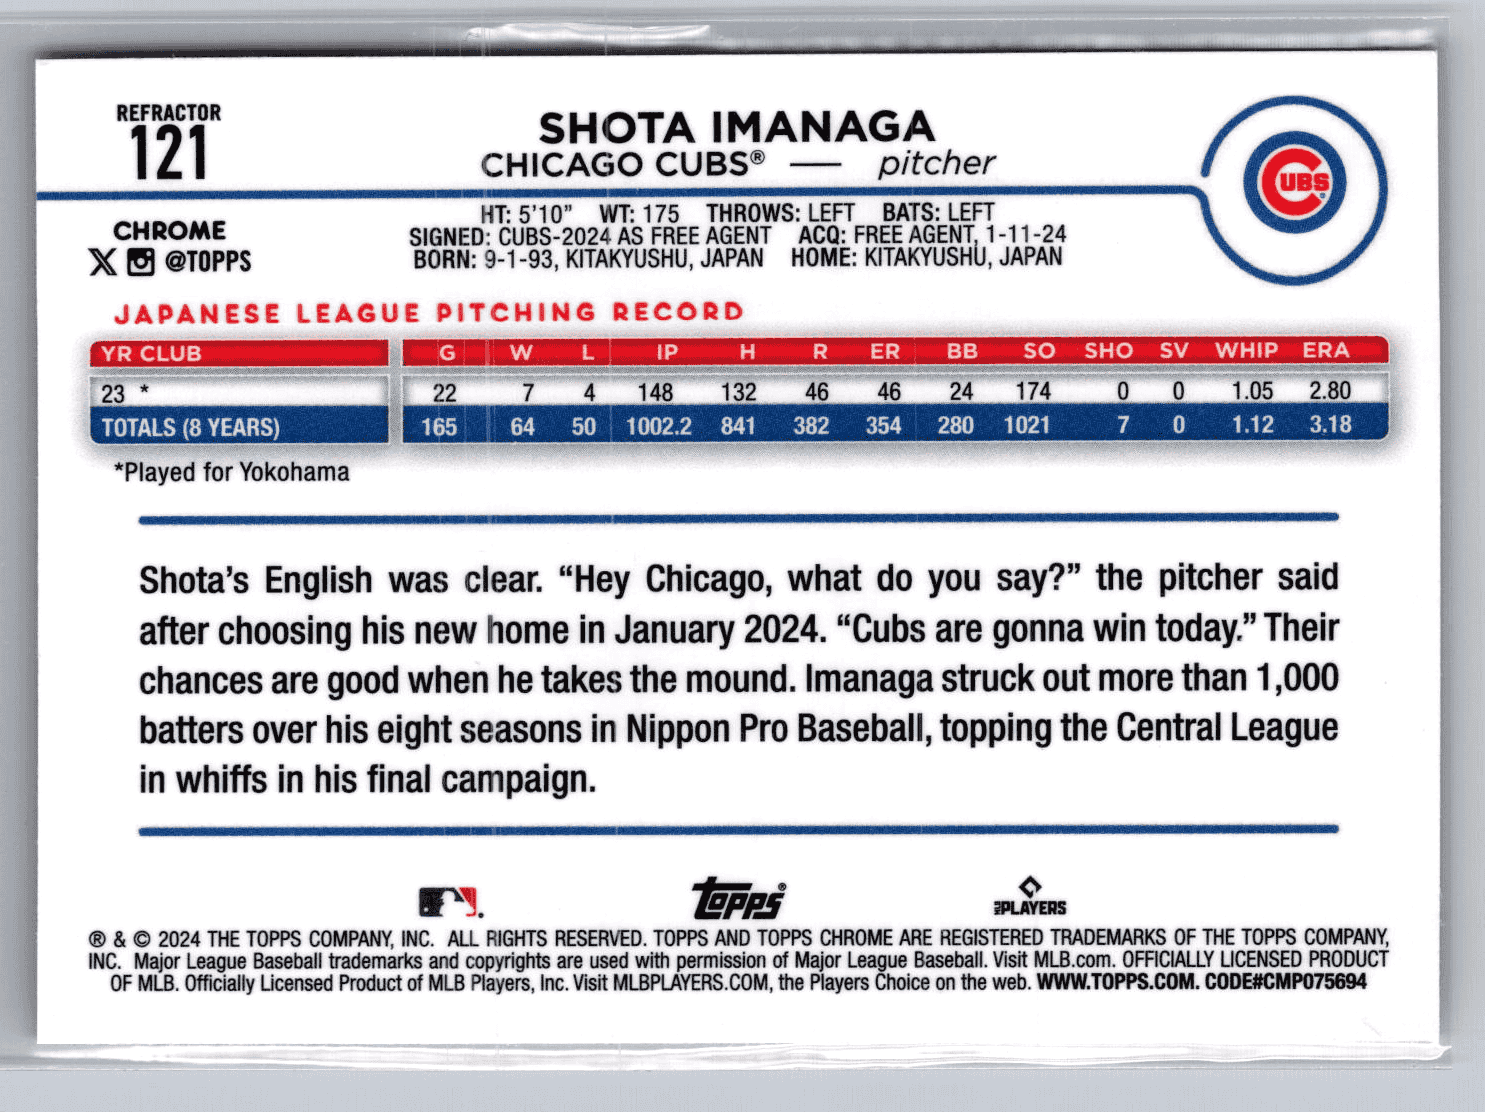 REFRACTOR
121
SHOTA IMANAGA
CHICAGO CUBS® — pitcher
CUBS
CHROME
X @TOPPS
HT: 5'10” WT: 175 THROWS: LEFT BATS: LEFT
SIGNED: CUBS-2024 AS FREE AGENT ACQ: FREE AGENT, 1-11-24
BORN: 9-1-93, KITAKYUSHU, JAPAN HOME: KITAKYUSHU, JAPAN
JAPANESE LEAGUE PITCHING RECORD
YR CLUB G W L IP H R ER BB SO SHO SV WHIP ERA
23 * 22 7 4 148 132 46 46 24 174 0 0 1.05 2.80
TOTALS (8 YEARS) 165 64 50 1002.2 841 382 354 280 1021 7 0 1.12 3.18
*Played for Yokohama
Shota’s English was clear. “Hey Chicago, what do you say?” the pitcher said
after choosing his new home in January 2024. “Cubs are gonna win today.” Their
chances are good when he takes the mound. Imanaga struck out more than 1,000
batters over his eight seasons in Nippon Pro Baseball, topping the Central League
in whiffs in his final campaign.
topps®
MLB PLAYERS
® & © 2024 THE TOPPS COMPANY, INC. ALL RIGHTS RESERVED. TOPPS AND TOPPS CHROME ARE REGISTERED TRADEMARKS OF THE TOPPS COMPANY,
INC. Major League Baseball trademarks and copyrights are used with permission of Major League Baseball. Visit MLB.com. OFFICIALLY LICENSED PRODUCT
OF MLB. Officially Licensed Product of MLB Players, Inc. Visit MLBPLAYERS.COM, the Players Choice on the web. WWW.TOPPS.COM. CODE#CMP075694